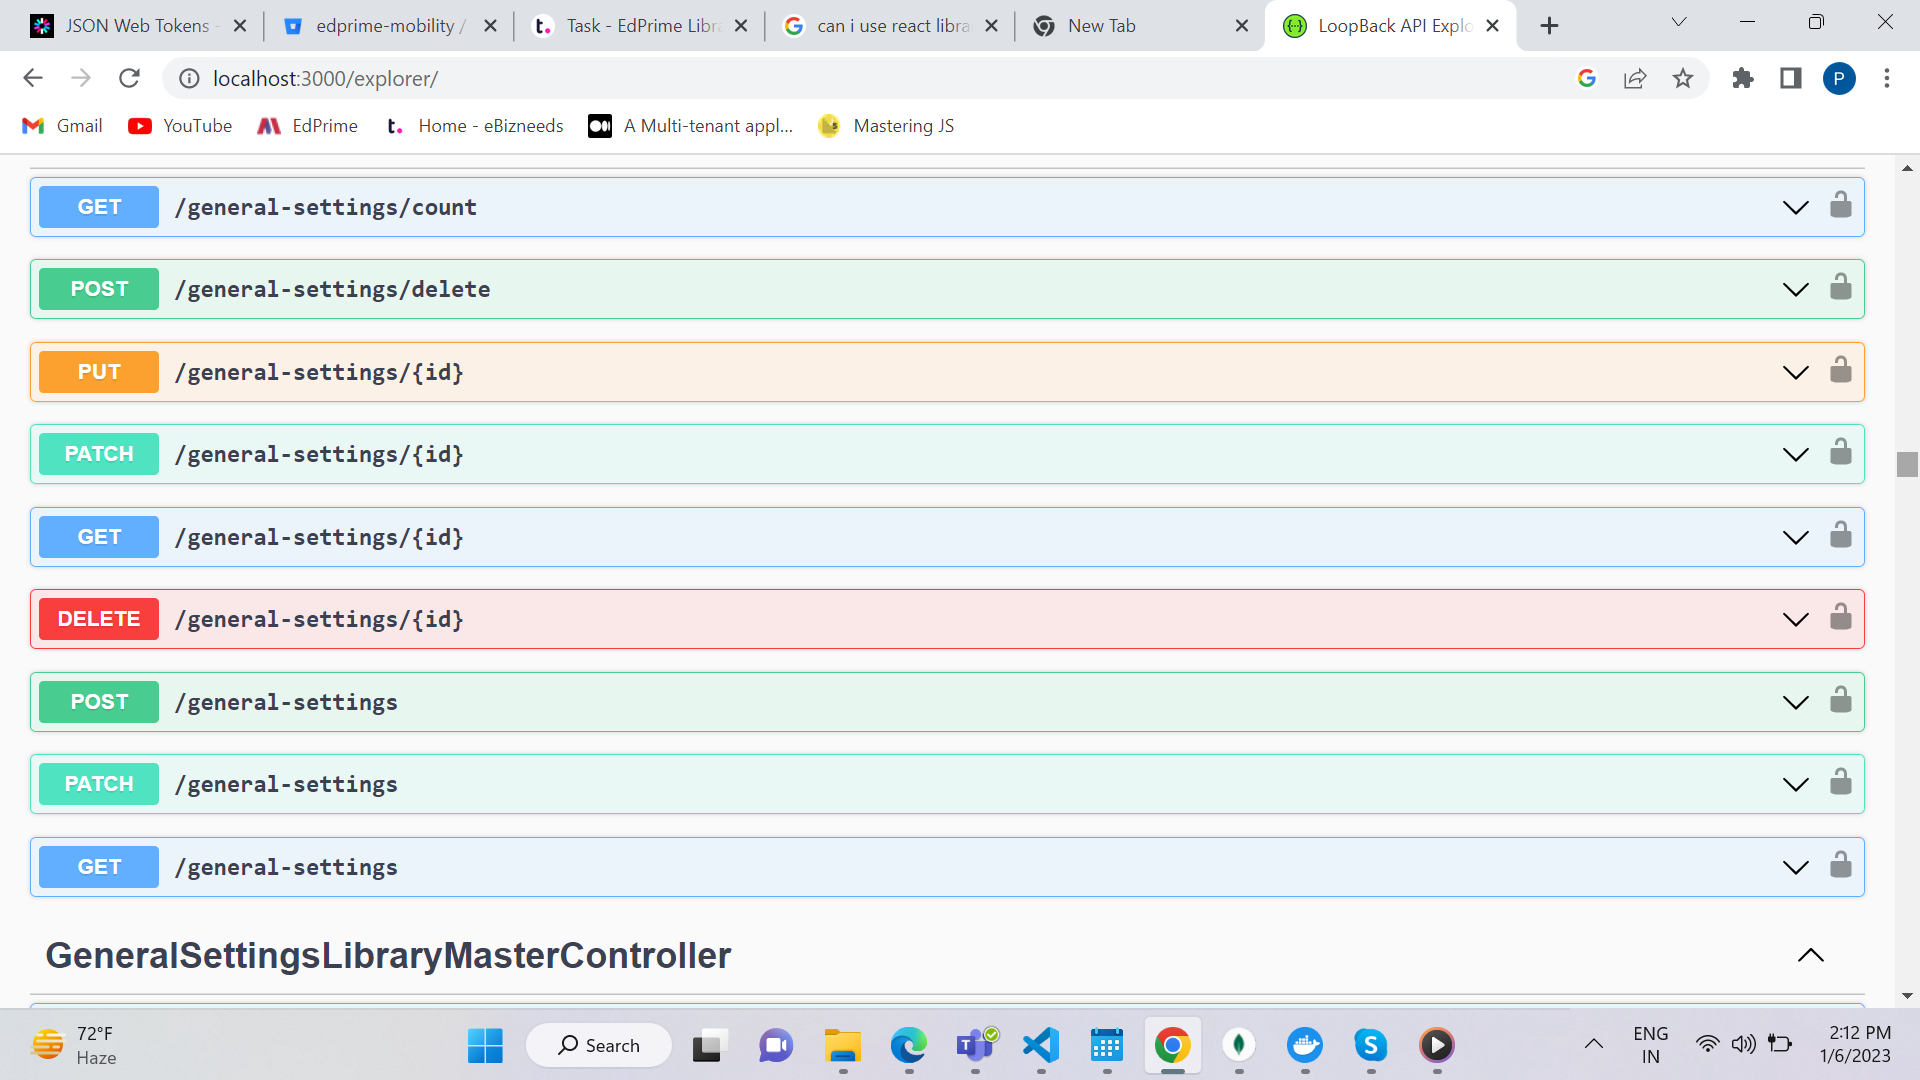 JSON Web Tokens -
edprime-mobility /
Task - EdPrime Libra
can i use react libra
New Tab
LoopBack API Explo
localhost:3000/explorer/
P
Gmail
YouTube
EdPrime
Home - eBizneeds
A Multi-tenant appl...
Mastering JS
GET /general-settings/count
POST /general-settings/delete
PUT /general-settings/{id}
PATCH /general-settings/{id}
GET /general-settings/{id}
DELETE /general-settings/{id}
POST /general-settings
PATCH /general-settings
GET /general-settings
GeneralSettingsLibraryMasterController
72°F
Haze
Search
ENG
IN
2:12 PM
1/6/2023